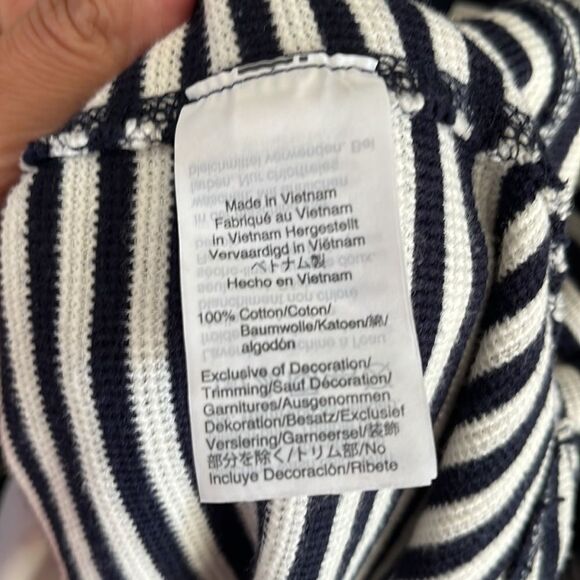 Made in Vietnam
Fabriqué au Vietnam
in Vietnam Hergestellt
Vervaardigd in Viëtnam
ベトナム製
Hecho en Vietnam
100% Cotton/Coton/
Baumwolle/Katoen/綿/
algodón
Exclusive of Decoration/
Trimming/Sauf Décoration/
Garnitures/Ausgenommen
Dekoration/Besatz/Exclusief
Versiering/Garneersel/装飾
部分を除く/トリム部/No
Incluye Decoración/Ribete